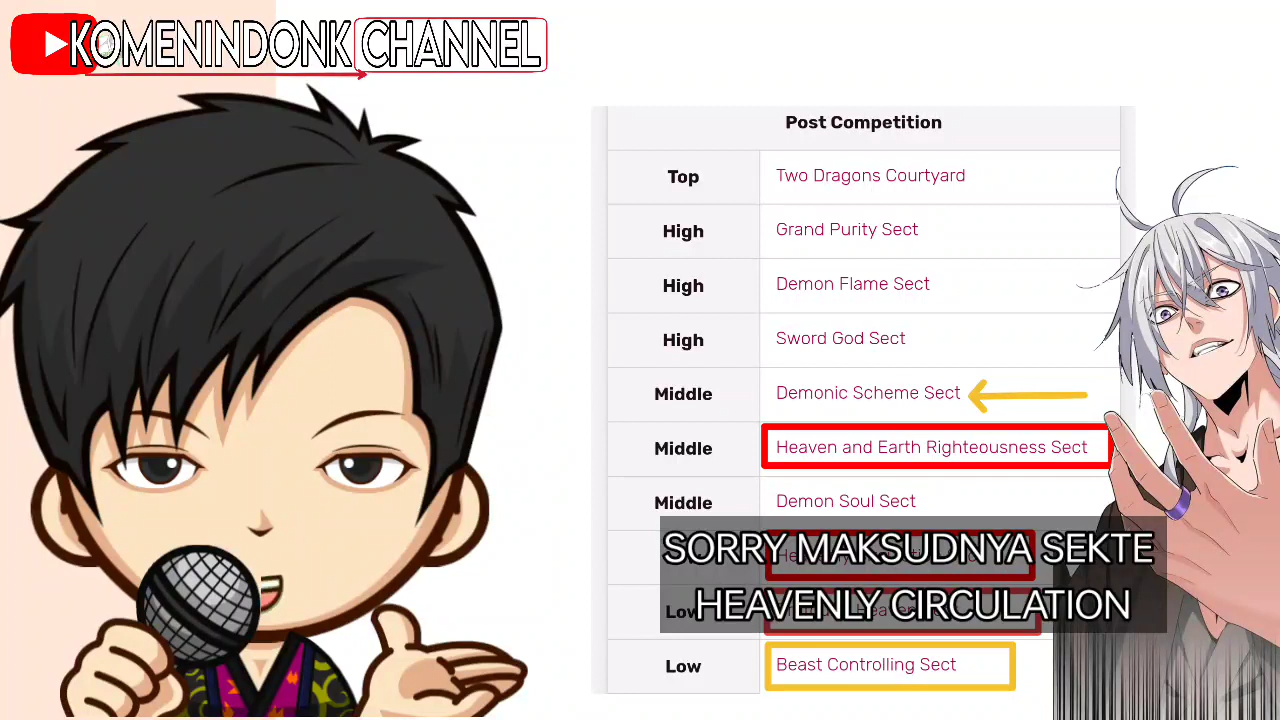 KOMENINDONK CHANNEL
Post Competition
Top Two Dragons Courtyard
High Grand Purity Sect
High Demon Flame Sect
High Sword God Sect
Middle Demonic Scheme Sect
Middle Heaven and Earth Righteousness Sect
Middle Demon Soul Sect
SORRY MAKSUDNYA SEKTE
Low
HEAVENLY CIRCULATION
Low Beast Controlling Sect